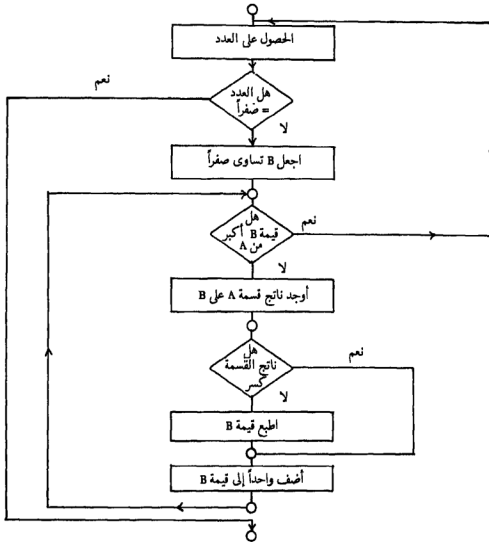 الحصول على العدد
نعم
هل العدد
= صفراً
لا
اجعل B تساوى صفراً
هل
قيمة B أكبر
من A
نعم
لا
أوجد ناتج قسمة A على B
هل
ناتج القسمة
كسر
نعم
لا
اطبع قيمة B
أضف واحداً إلى قيمة B